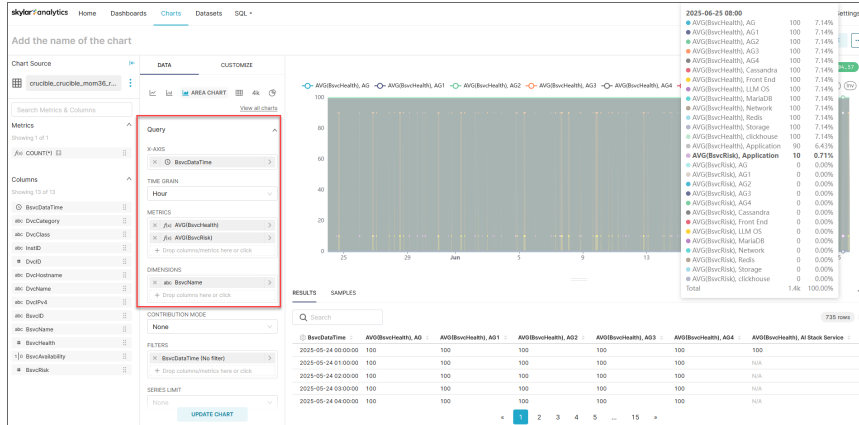 skylar analytics Home Dashboards Charts Datasets SQL
Settings
Add the name of the chart
Chart Source
crucible_crucible_mom36_r...
Search Metrics & Columns
Metrics
Showing 1 of 1
ƒ(x) COUNT(*)
Columns
Showing 13 of 13
BsvcDataTime
abc DvcCategory
abc DvcClass
abc InstID
# DvcID
abc DvcHostname
abc DvcName
abc DvcIPv4
abc BsvcID
abc BsvcName
# BsvcHealth
1|0 BsvcAvailability
# BsvcRisk
DATA CUSTOMIZE
AREA CHART 4k
View all charts
Query
X-AXIS
× BsvcDataTime
TIME GRAIN
Hour
METRICS
× ƒ(x) AVG(BsvcHealth)
× ƒ(x) AVG(BsvcRisk)
+ Drop columns/metrics here or click
DIMENSIONS
× abc BsvcName
+ Drop columns here or click
CONTRIBUTION MODE
None
FILTERS
× BsvcDataTime (No filter)
+ Drop columns/metrics here or click
SERIES LIMIT
None
UPDATE CHART
AVG(BsvcHealth), AG AVG(BsvcHealth), AG1 AVG(BsvcHealth), AG2 AVG(BsvcHealth), AG3 AVG(BsvcHealth), AG4
Inv
100
80
60
40
20
0
25 29 Jun 5 9 13
2025-06-25 08:18:00
AVG(BsvcHealth), AG 100 7.14%
AVG(BsvcHealth), AG1 100 7.14%
AVG(BsvcHealth), AG2 100 7.14%
AVG(BsvcHealth), AG3 100 7.14%
AVG(BsvcHealth), AG4 100 7.14%
AVG(BsvcHealth), Cassandra 100 7.14%
AVG(BsvcHealth), Front End 100 7.14%
AVG(BsvcHealth), LLM OS 100 7.14%
AVG(BsvcHealth), MariaDB 100 7.14%
AVG(BsvcHealth), Network 100 7.14%
AVG(BsvcHealth), Redis 100 7.14%
AVG(BsvcHealth), Storage 100 7.14%
AVG(BsvcHealth), clickhouse 100 7.14%
AVG(BsvcHealth), Application 90 6.43%
AVG(BsvcRisk), Application 10 0.71%
AVG(BsvcRisk), AG 0 0.00%
AVG(BsvcRisk), AG1 0 0.00%
AVG(BsvcRisk), AG2 0 0.00%
AVG(BsvcRisk), AG3 0 0.00%
AVG(BsvcRisk), AG4 0 0.00%
AVG(BsvcRisk), Cassandra 0 0.00%
AVG(BsvcRisk), Front End 0 0.00%
AVG(BsvcRisk), LLM OS 0 0.00%
AVG(BsvcRisk), MariaDB 0 0.00%
AVG(BsvcRisk), Network 0 0.00%
AVG(BsvcRisk), Redis 0 0.00%
AVG(BsvcRisk), Storage 0 0.00%
AVG(BsvcRisk), clickhouse 0 0.00%
Total 1.4k 100.00%
RESULTS SAMPLES
Search
735 rows
BsvcDataTime AVG(BsvcHealth), AG AVG(BsvcHealth), AG1 AVG(BsvcHealth), AG2 AVG(BsvcHealth), AG3 AVG(BsvcHealth), AG4 AVG(BsvcHealth), AI Stack Service
2025-05-24 00:00:00 100 100 100 100 100 100
2025-05-24 01:00:00 100 100 100 100 100 N/A
2025-05-24 02:00:00 100 100 100 100 100 N/A
2025-05-24 03:00:00 100 100 100 100 100 N/A
2025-05-24 04:00:00 100 100 100 100 100 N/A
« 1 2 3 4 5 ... 15 »